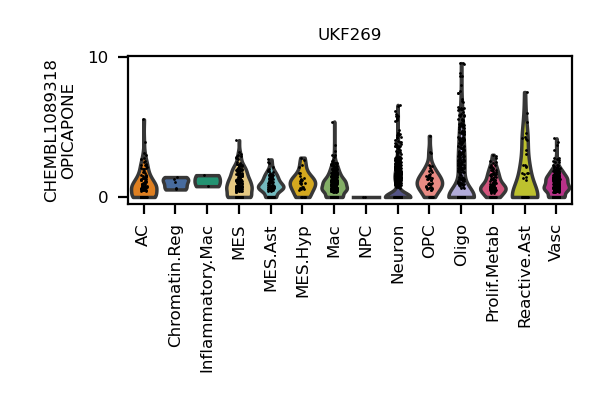 UKF269
CHEMBL1089318
OPICAPONE
10
0
AC
Chromatin.Reg
Inflammatory.Mac
MES
MES.Ast
MES.Hyp
Mac
NPC
Neuron
OPC
Oligo
Prolif.Metab
Reactive.Ast
Vasc